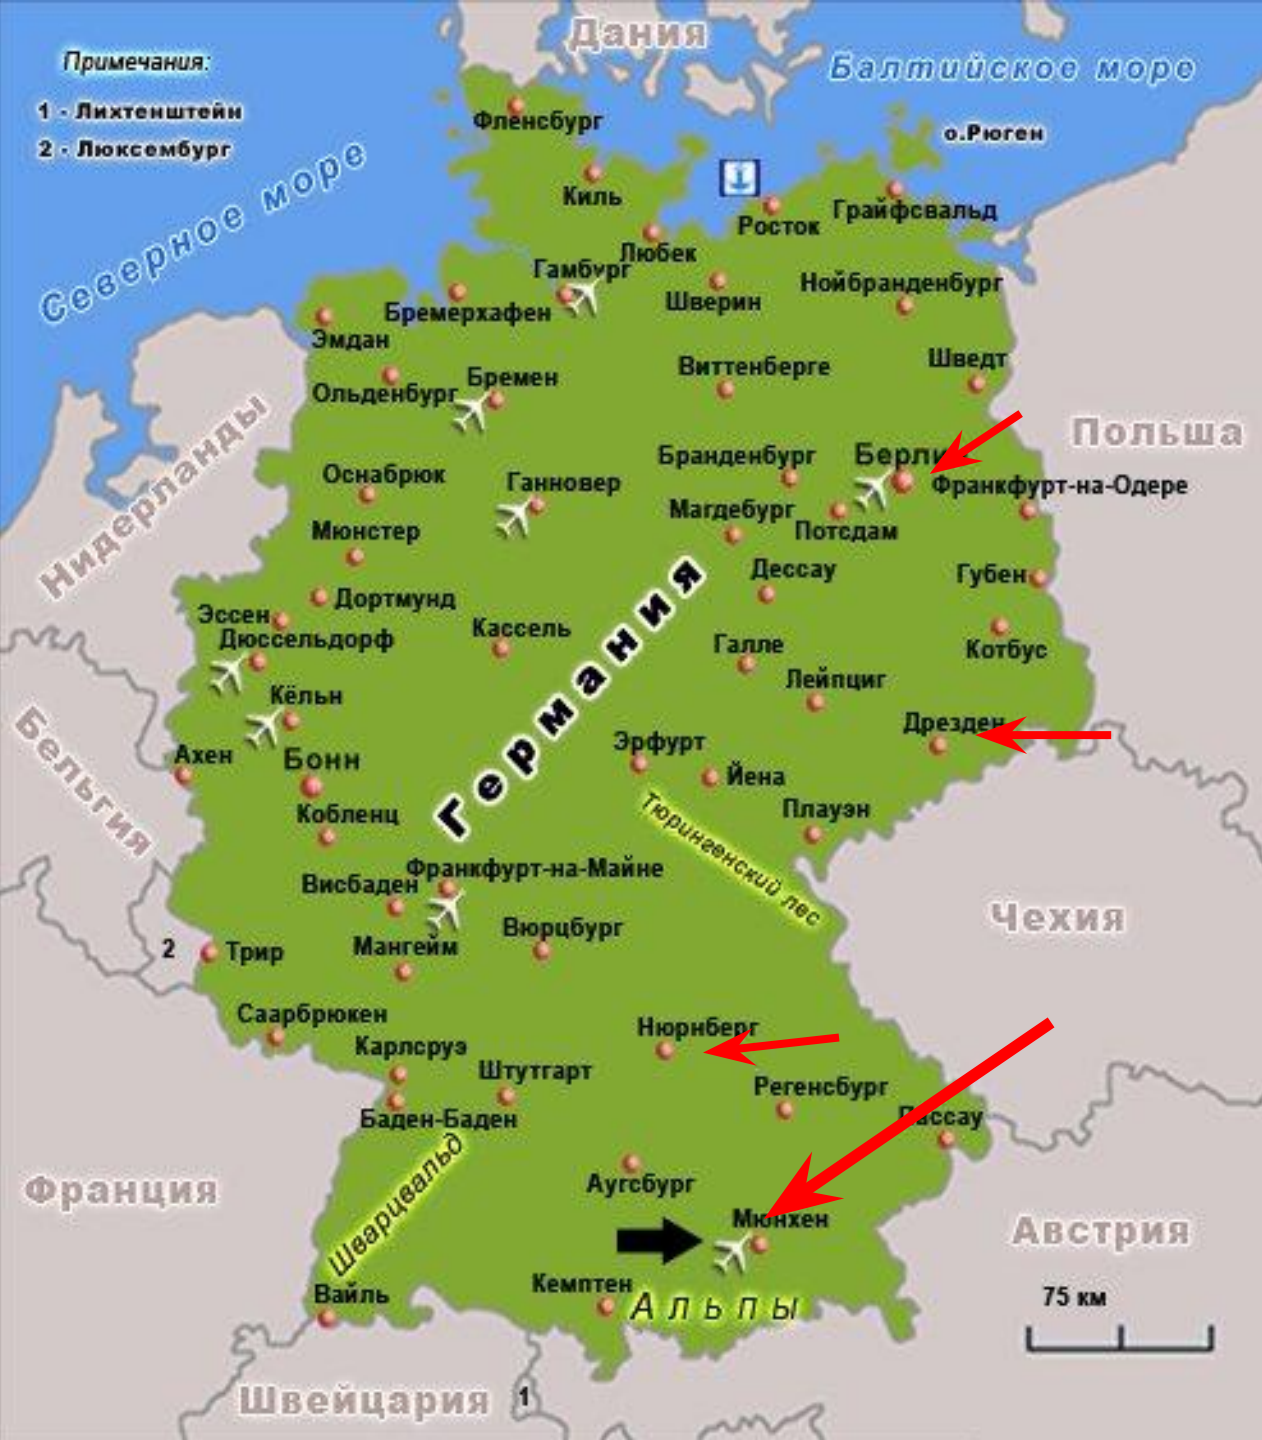 Дания
Примечания:
Балтийское море
1 - Лихтенштейн
2 - Люксембург
Фленсбург
о.Рюген
Северное море
Киль
Грайфсвальд
Росток
Любек
Гамбург
Нойбранденбург
Шверин
Бремерхафен
Эмдан
Шведт
Виттенберге
Бремен
Ольденбург
Нидерланды
Польша
Бранденбург
Берли
Оснабрюк
Ганновер
Франкфурт-на-Одере
Магдебург
Мюнстер
Потсдам
Дессау
Губен
Дортмунд
Эссен
Дюссельдорф
Кассель
Германия
Галле
Котбус
Лейпциг
Кёльн
Дрезден
Бельгия
Эрфурт
Ахен
Бонн
Йена
Кобленц
Плауэн
Тюрингенский лес
Франкфурт-на-Майне
Висбаден
Чехия
Вюрцбург
Мангейм
2
Трир
Саарбрюкен
Нюрнберг
Карлсруэ
Штутгарт
Регенсбург
Баден-Баден
Пассау
Шварцвальд
Аугсбург
Франция
Мюнхен
Австрия
Кемптен
Вайль
Альпы
75 км
Швейцария
1